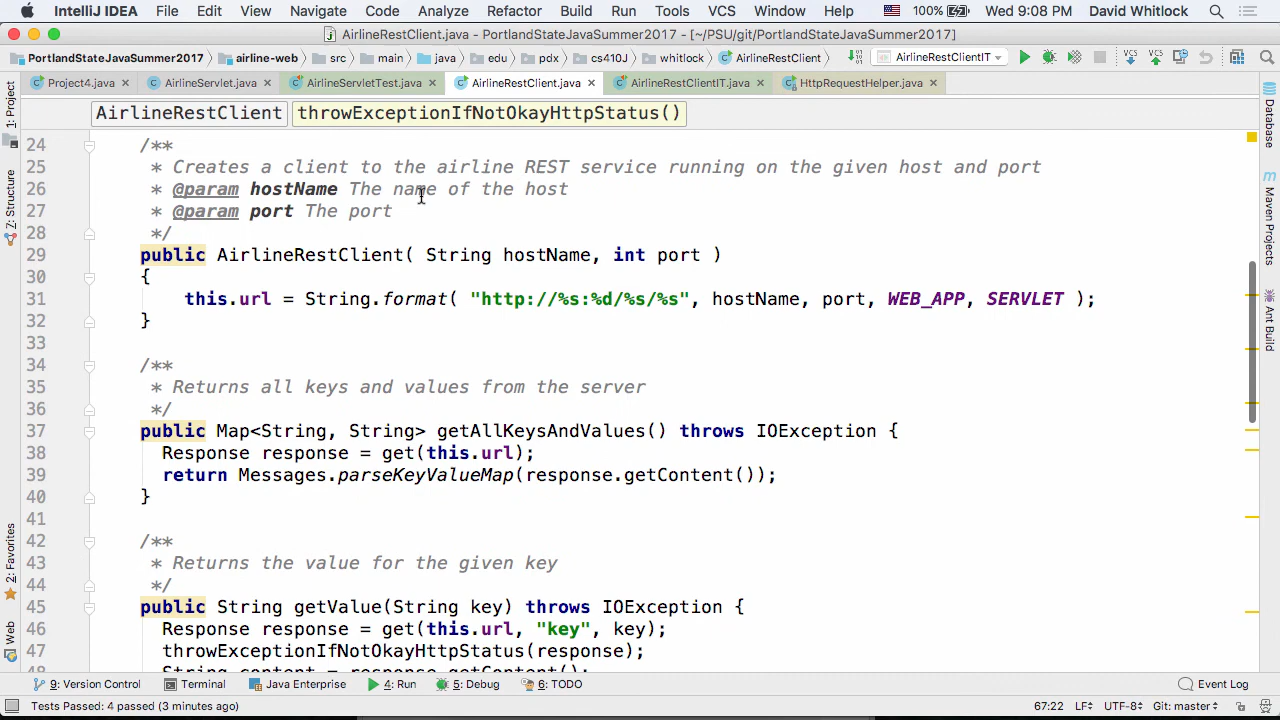 IntelliJ IDEA File Edit View Navigate Code Analyze Refactor Build Run Tools VCS Window Help 100% Wed 9:08 PM David Whitlock
AirlineRestClient.java - PortlandStateJavaSummer2017 - [~/PSU/git/PortlandStateJavaSummer2017]
PortlandStateJavaSummer2017 airline-web src main java edu pdx cs410J whitlock AirlineRestClient AirlineRestClientIT VCS VCS
Project4.java AirlineServlet.java AirlineServletTest.java AirlineRestClient.java AirlineRestClientIT.java HttpRequestHelper.java
AirlineRestClient throwExceptionIfNotOkayHttpStatus()
24 /**
25 * Creates a client to the airline REST service running on the given host and port
26 * @param hostName The name of the host
27 * @param port The port
28 */
29 public AirlineRestClient( String hostName, int port )
30 {
31 this.url = String.format( "http://%s:%d/%s/%s", hostName, port, WEB_APP, SERVLET );
32 }
33
34 /**
35 * Returns all keys and values from the server
36 */
37 public Map<String, String> getAllKeysAndValues() throws IOException {
38 Response response = get(this.url);
39 return Messages.parseKeyValueMap(response.getContent());
40 }
41
42 /**
43 * Returns the value for the given key
44 */
45 public String getValue(String key) throws IOException {
46 Response response = get(this.url, "key", key);
47 throwExceptionIfNotOkayHttpStatus(response);
48 String content = response.getContent();
1: Project
7: Structure
2: Favorites
Web
Database
Maven Projects
Ant Build
9: Version Control Terminal Java Enterprise 4: Run 5: Debug 6: TODO Event Log
Tests Passed: 4 passed (3 minutes ago) 67:22 LF UTF-8 Git: master